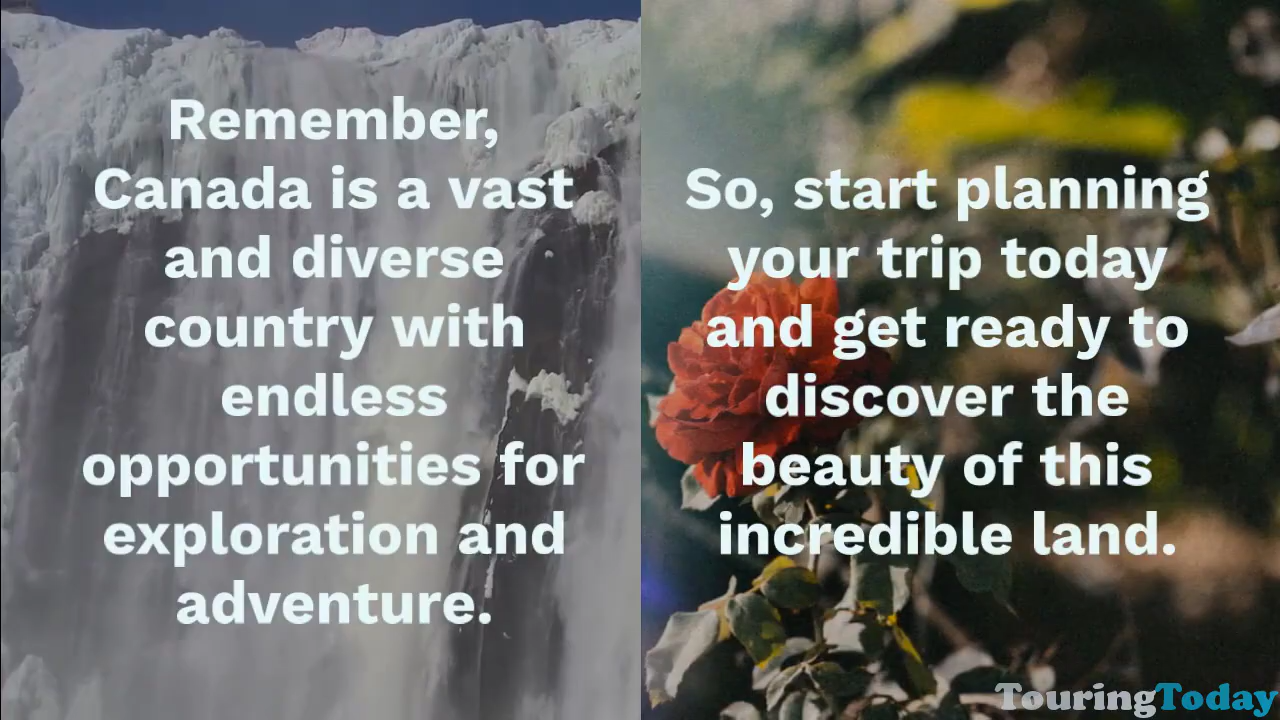 Remember,
Canada is a vast
and diverse
country with
endless
opportunities for
exploration and
adventure.
So, start planning
your trip today
and get ready to
discover the
beauty of this
incredible land.
TouringToday